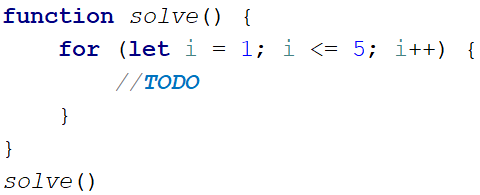 function solve() {
    for (let i = 1; i <= 5; i++) {
        //TODO
    }
}
solve()